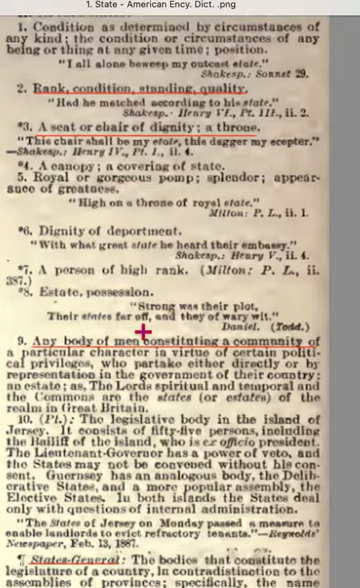 1. State - American Ency. Dict. .png
1. Condition as determined by circumstances of
any kind; the condition or circumstances of any
being or thing at any given time; position.
"I all alone beweep my outcast state."
Shakesp.: Sonnet 29.
2. Rank, condition, standing, quality.
"Had he matched according to his state."
Shakesp.: Henry VI., Pt. III., ii. 2.
*3. A seat or chair of dignity; a throne.
"This chair shall be my state, this dagger my scepter."
—Shakesp.: Henry IV., Pt. I., ii. 4.
*4. A canopy; a covering of state.
5. Royal or gorgeous pomp; splendor; appear-
ance of greatness.
"High on a throne of royal state."
Milton: P. L., ii. 1.
*6. Dignity of deportment.
"With what great state he heard their embassy."
Shakesp.: Henry V., ii. 4.
*7. A person of high rank. (Milton: P. L., ii.
387.)
*8. Estate, possession.
"Strong was their plot,
Their states far off, and they of wary wit."
Daniel. (Todd.)
9. Any body of men constituting a community of
a particular character in virtue of certain politi-
cal privileges, who partake either directly or by
representation in the government of their country;
an estate; as, The Lords spiritual and temporal and
the Commons are the states (or estates) of the
realm in Great Britain.
10. (Pl.): The legislative body in the island of
Jersey. It consists of fifty-five persons, including
the Bailiff of the island, who is ex officio president.
The Lieutenant-Governor has a power of veto, and
the States may not be convened without his con-
sent. Guernsey has an analogous body, the Delib-
erative States, and a more popular assembly, the
Elective States. In both islands the States deal
only with questions of internal administration.
"The States of Jersey on Monday passed a measure to
enable landlords to evict refractory tenants."—Reynolds'
Newspaper, Feb. 13, 1887.
¶ States-General: The bodies that constitute the
legislature of a country, in contradistinction to the
assemblies of provinces; specifically, the name